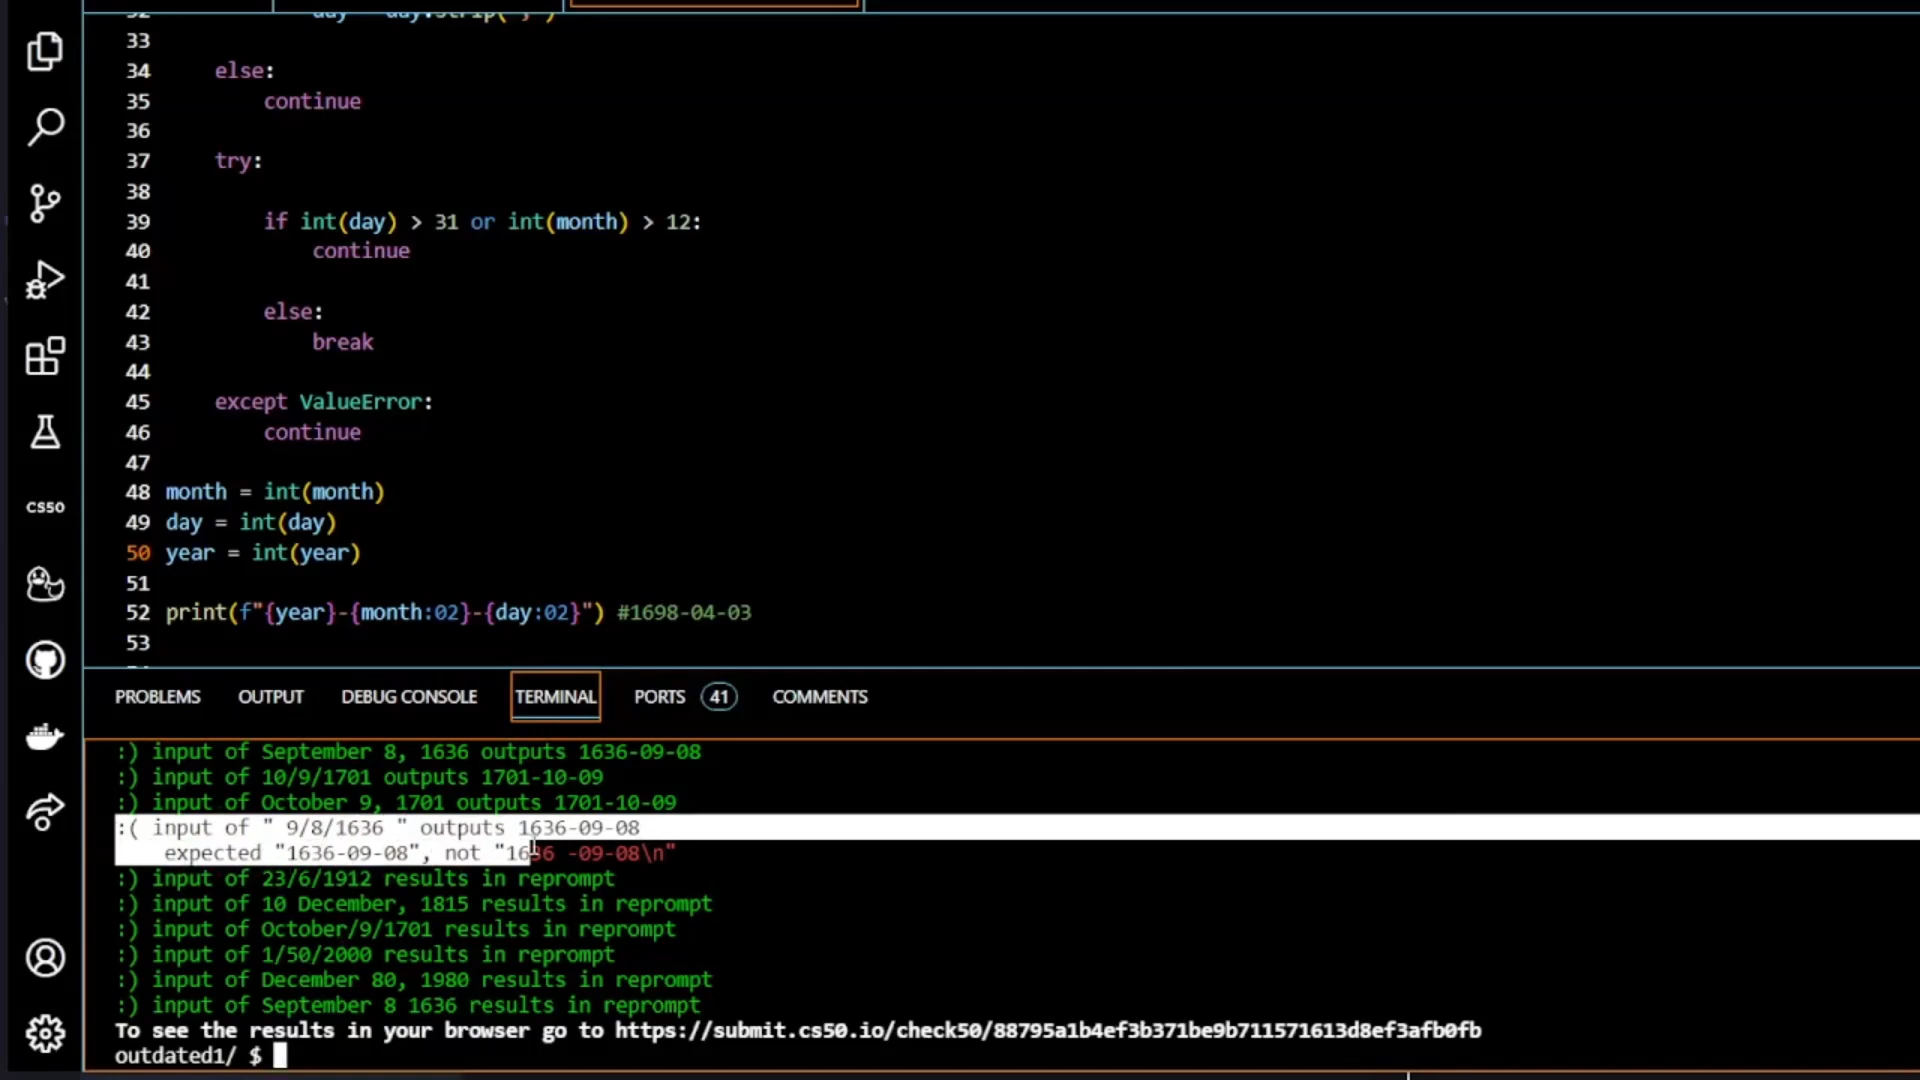 32 day = day.strip(",")
33
34 else:
35 continue
36
37 try:
38
39 if int(day) > 31 or int(month) > 12:
40 continue
41
42 else:
43 break
44
45 except ValueError:
46 continue
47
48 month = int(month)
49 day = int(day)
50 year = int(year)
51
52 print(f"{year}-{month:02}-{day:02}") #1698-04-03
53
CS50
PROBLEMS OUTPUT DEBUG CONSOLE TERMINAL PORTS 41 COMMENTS
:) input of September 8, 1636 outputs 1636-09-08
:) input of 10/9/1701 outputs 1701-10-09
:) input of October 9, 1701 outputs 1701-10-09
:( input of " 9/8/1636 " outputs 1636-09-08
expected "1636-09-08", not "1636 -09-08\n"
:) input of 23/6/1912 results in reprompt
:) input of 10 December, 1815 results in reprompt
:) input of October/9/1701 results in reprompt
:) input of 1/50/2000 results in reprompt
:) input of December 80, 1980 results in reprompt
:) input of September 8 1636 results in reprompt
To see the results in your browser go to https://submit.cs50.io/check50/88795a1b4ef3b371be9b711571613d8ef3afb0fb
outdated1/ $